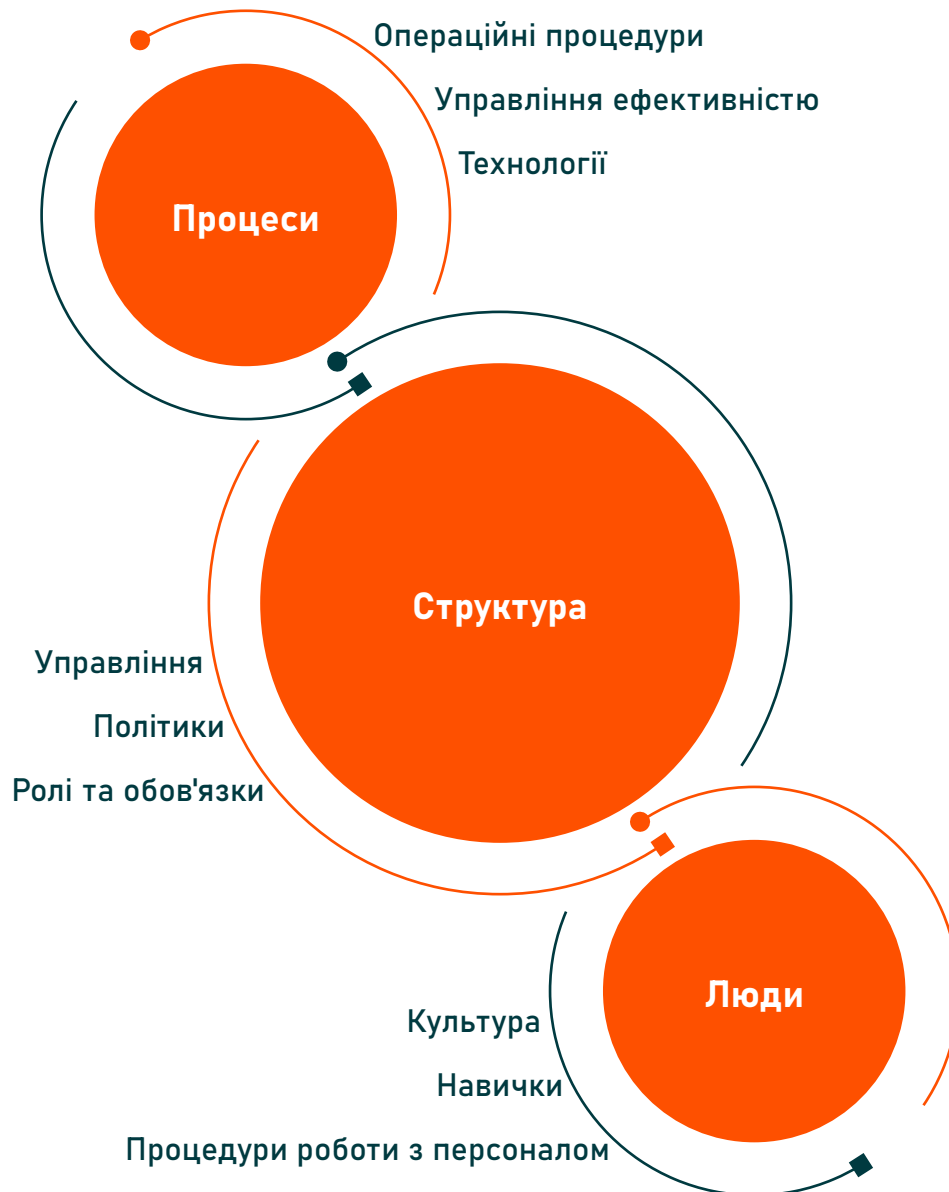 Операційні процедури
Управління ефективністю
Технології
Процеси
Структура
Управління
Політики
Ролі та обов'язки
Люди
Культура
Навички
Процедури роботи з персоналом